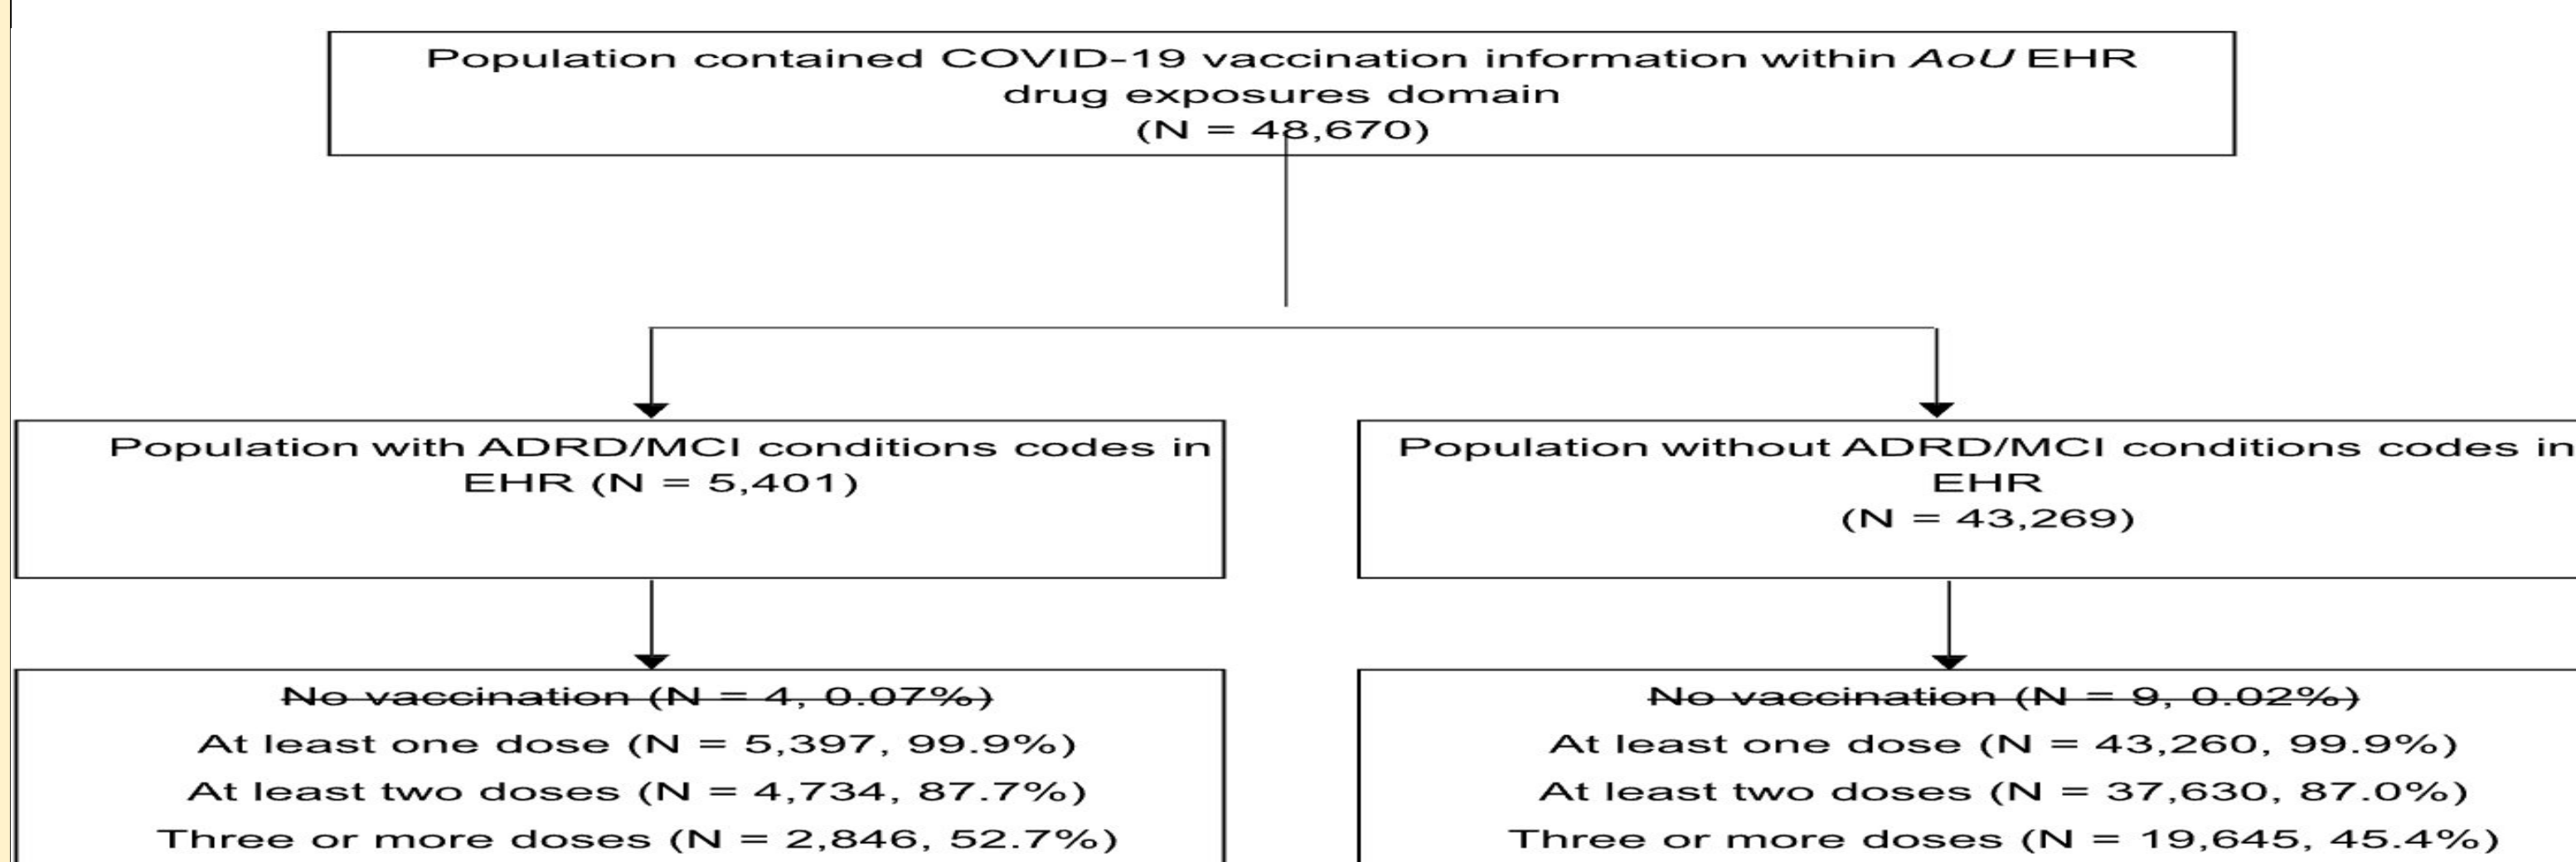 Population contained COVID-19 vaccination information within AoU EHR
drug exposures domain
(N = 48,670)
Population with ADRD/MCI conditions codes in
EHR (N = 5,401)
Population without ADRD/MCI conditions codes in
EHR
(N = 43,269)
No vaccination (N = 4, 0.07%)
At least one dose (N = 5,397, 99.9%)
At least two doses (N = 4,734, 87.7%)
Three or more doses (N = 2,846, 52.7%)
No vaccination (N = 9, 0.02%)
At least one dose (N = 43,260, 99.9%)
At least two doses (N = 37,630, 87.0%)
Three or more doses (N = 19,645, 45.4%)